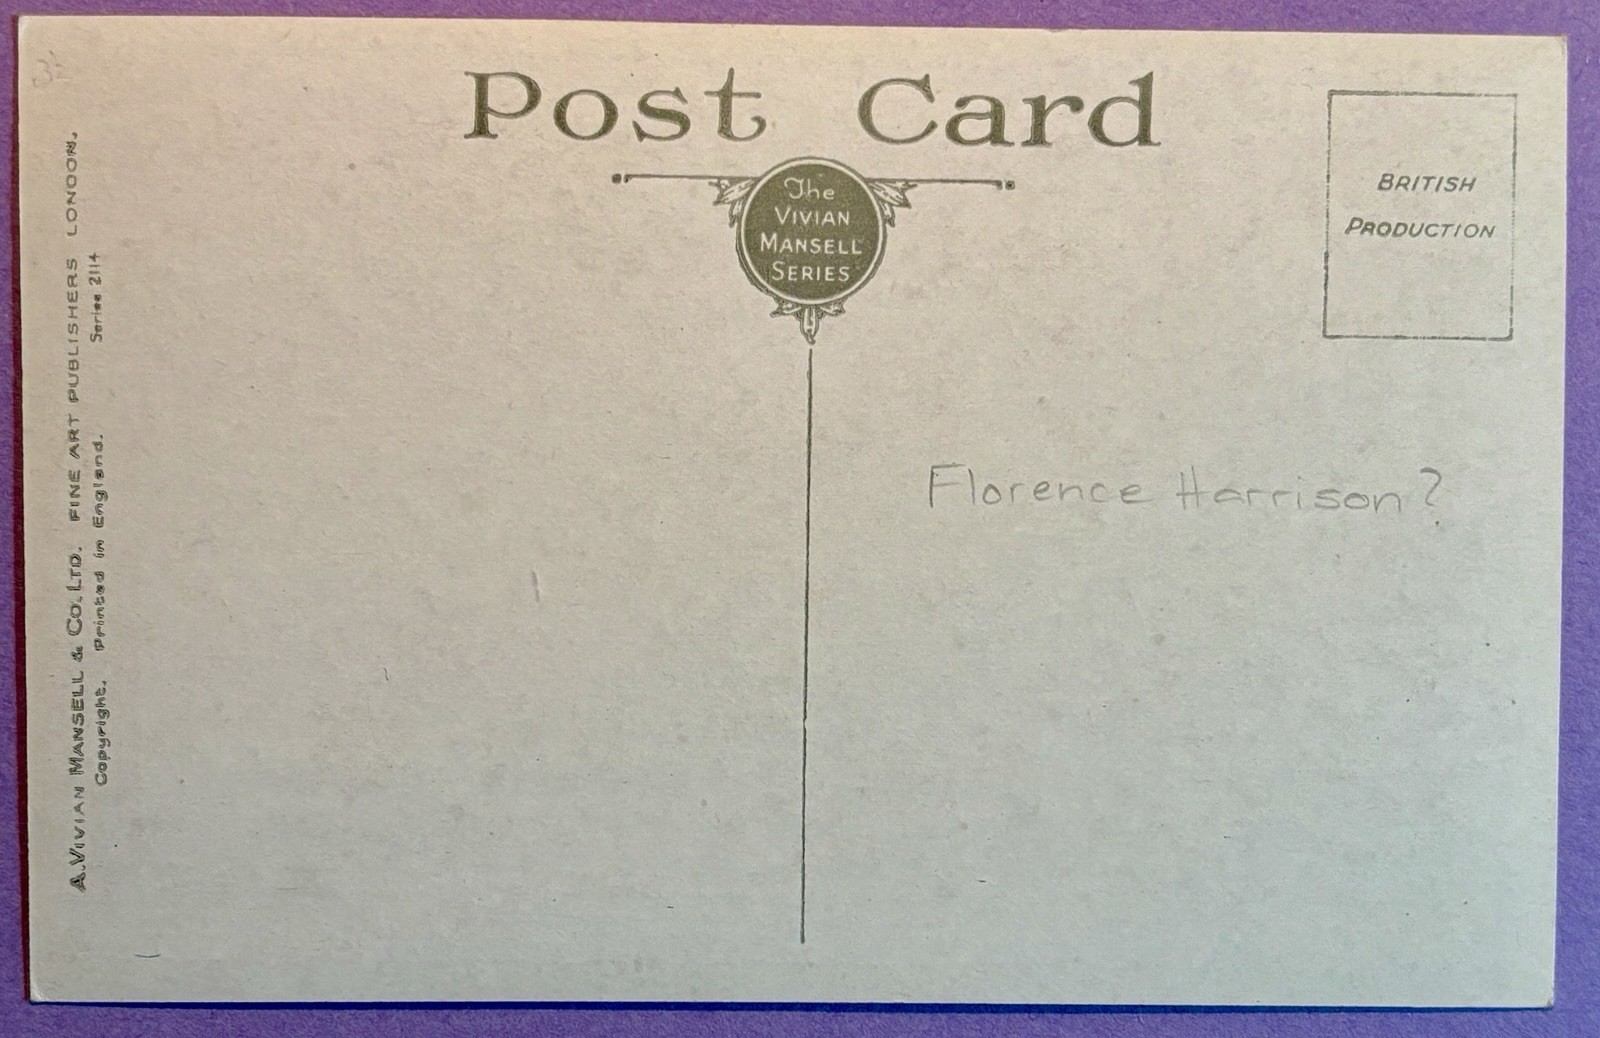 Post Card
The
VIVIAN
MANSELL
SERIES
BRITISH
PRODUCTION
Florence Harrison?
A. VIVIAN MANSELL & CO. LTD. FINE ART PUBLISHERS LONDON.
Copyright. Printed in England. Series 2114